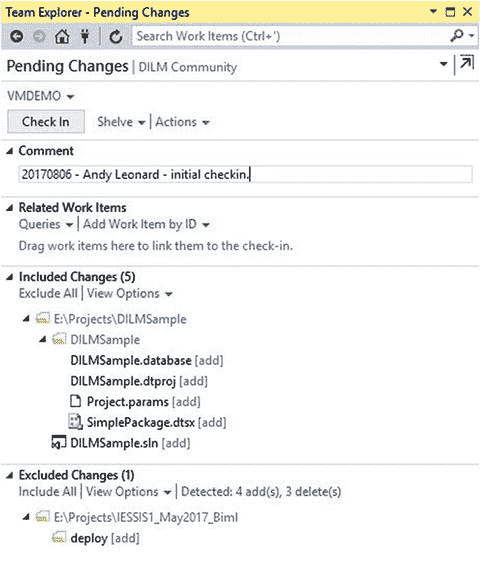 Team Explorer - Pending Changes
Search Work Items (Ctrl+')
Pending Changes | DILM Community
VMDEMO
Check In Shelve Actions
Comment
20170806 - Andy Leonard - initial checkin.
Related Work Items
Queries Add Work Item by ID
Drag work items here to link them to the check-in.
Included Changes (5)
Exclude All View Options
E:\Projects\DILMSample
DILMSample
DILMSample.database [add]
DILMSample.dtproj [add]
Project.params [add]
SimplePackage.dtsx [add]
DILMSample.sln [add]
Excluded Changes (1)
Include All View Options Detected: 4 add(s), 3 delete(s)
E:\Projects\IESSIS1_May2017_Biml
deploy [add]